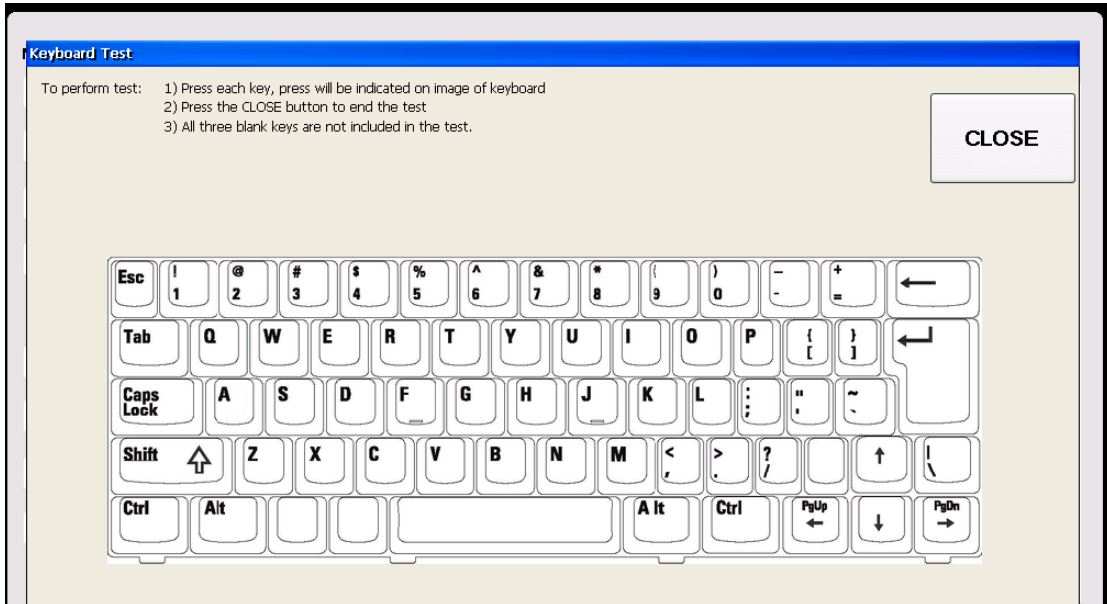 Keyboard Test
To perform test: 1) Press each key, press will be indicated on image of keyboard
2) Press the CLOSE button to end the test
3) All three blank keys are not included in the test.
CLOSE
Esc ! 1 @ 2 # 3 $ 4 % 5 ^ 6 & 7 * 8 ( 9 ) 0 _ - + =
Tab Q W E R T Y U I O P { [ } ]
Caps Lock A S D F G H J K L : ; " ' ~ `
Shift Z X C V B N M < , > . ? / | \
Ctrl Alt A lt Ctrl PgUp PgDn